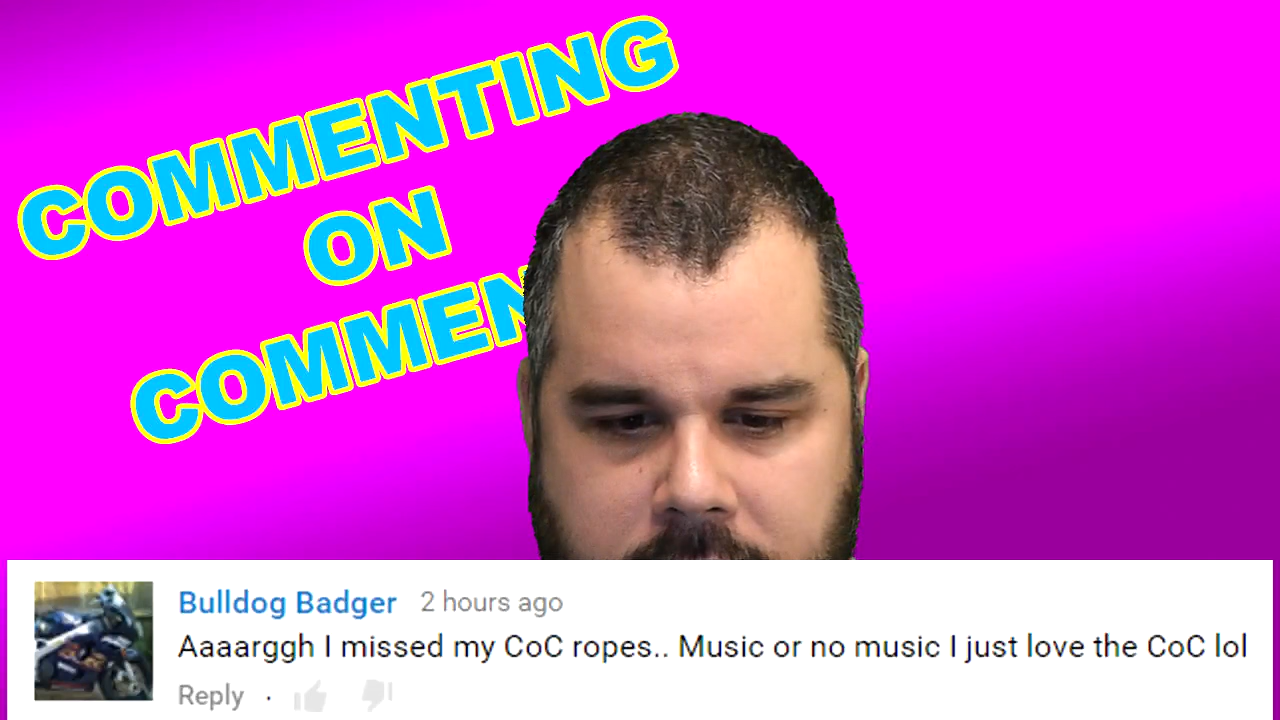 COMMENTING
ON
COMMEN
Bulldog Badger 2 hours ago
Aaaarggh I missed my CoC ropes.. Music or no music I just love the CoC lol
Reply ·